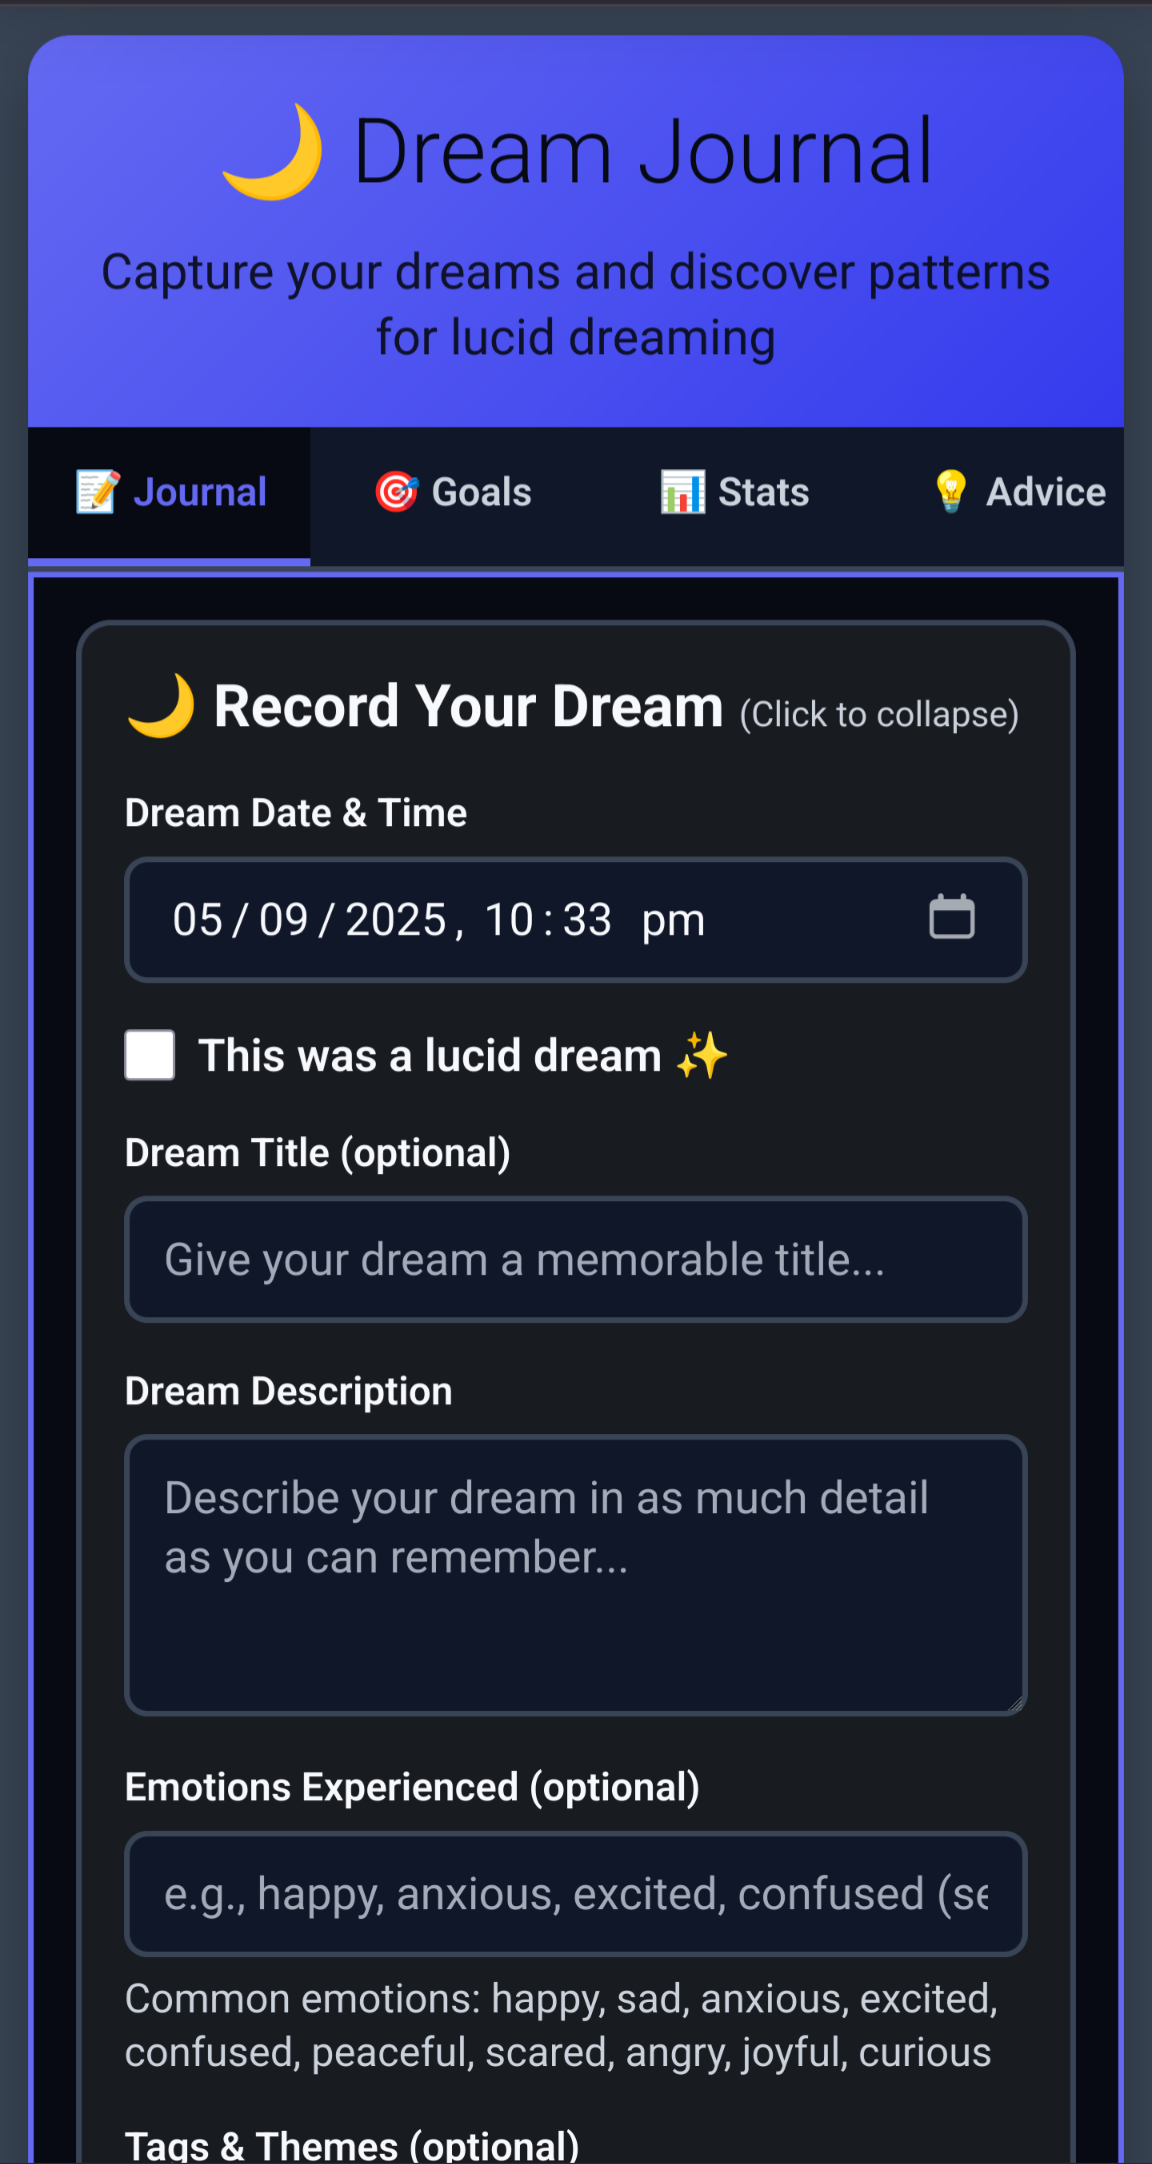 🌙 Dream Journal
Capture your dreams and discover patterns
for lucid dreaming
📝 Journal 🎯 Goals 📊 Stats 💡 Advice
🌙 Record Your Dream (Click to collapse)
Dream Date & Time
05/09/2025, 10:33 pm
This was a lucid dream ✨
Dream Title (optional)
Give your dream a memorable title...
Dream Description
Describe your dream in as much detail
as you can remember...
Emotions Experienced (optional)
e.g., happy, anxious, excited, confused (se
Common emotions: happy, sad, anxious, excited,
confused, peaceful, scared, angry, joyful, curious
Tags & Themes (optional)